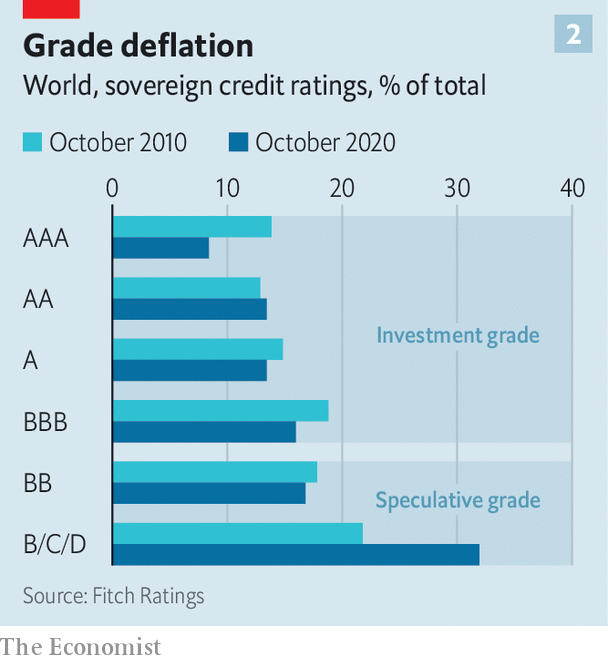 Grade deflation
2
World, sovereign credit ratings, % of total
October 2010
October 2020
0 10 20 30 40
AAA
AA
A
Investment grade
BBB
BB
Speculative grade
B/C/D
Source: Fitch Ratings
The Economist